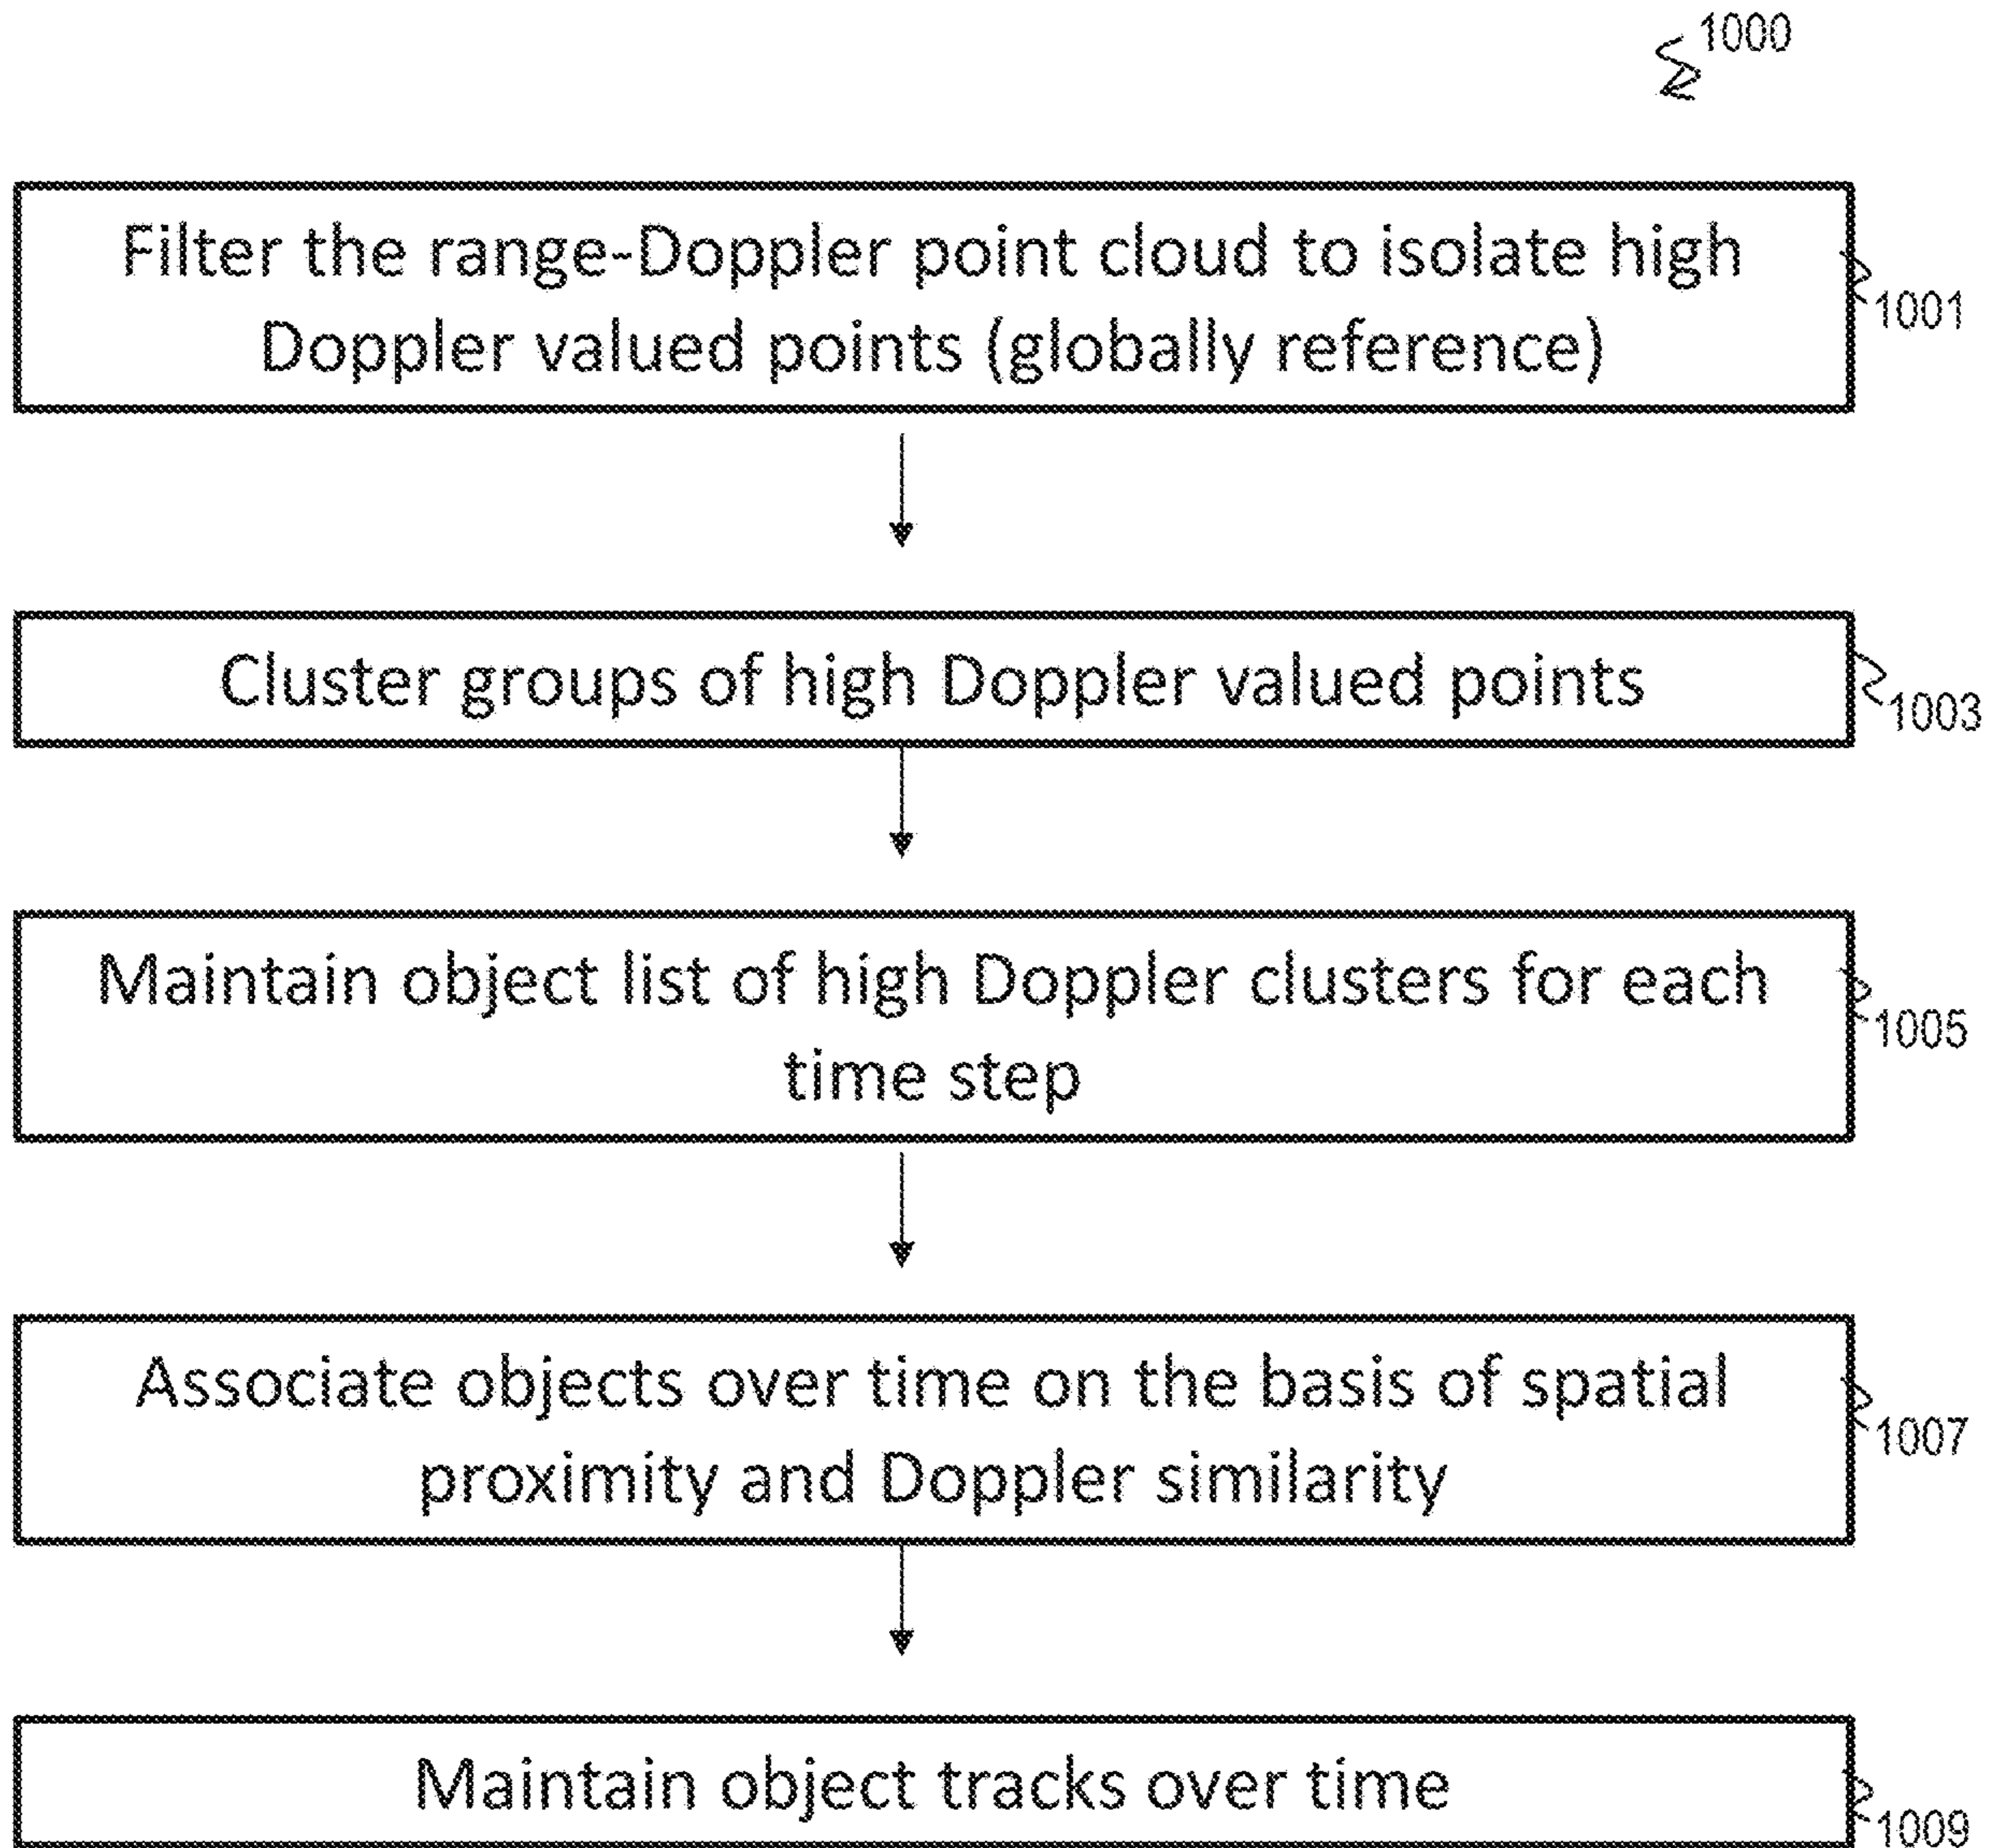 1000
Filter the range-Doppler point cloud to isolate high
Doppler valued points (globally reference)
1001
Cluster groups of high Doppler valued points
1003
Maintain object list of high Doppler clusters for each
time step
1005
Associate objects over time on the basis of spatial
proximity and Doppler similarity
1007
Maintain object tracks over time
1009